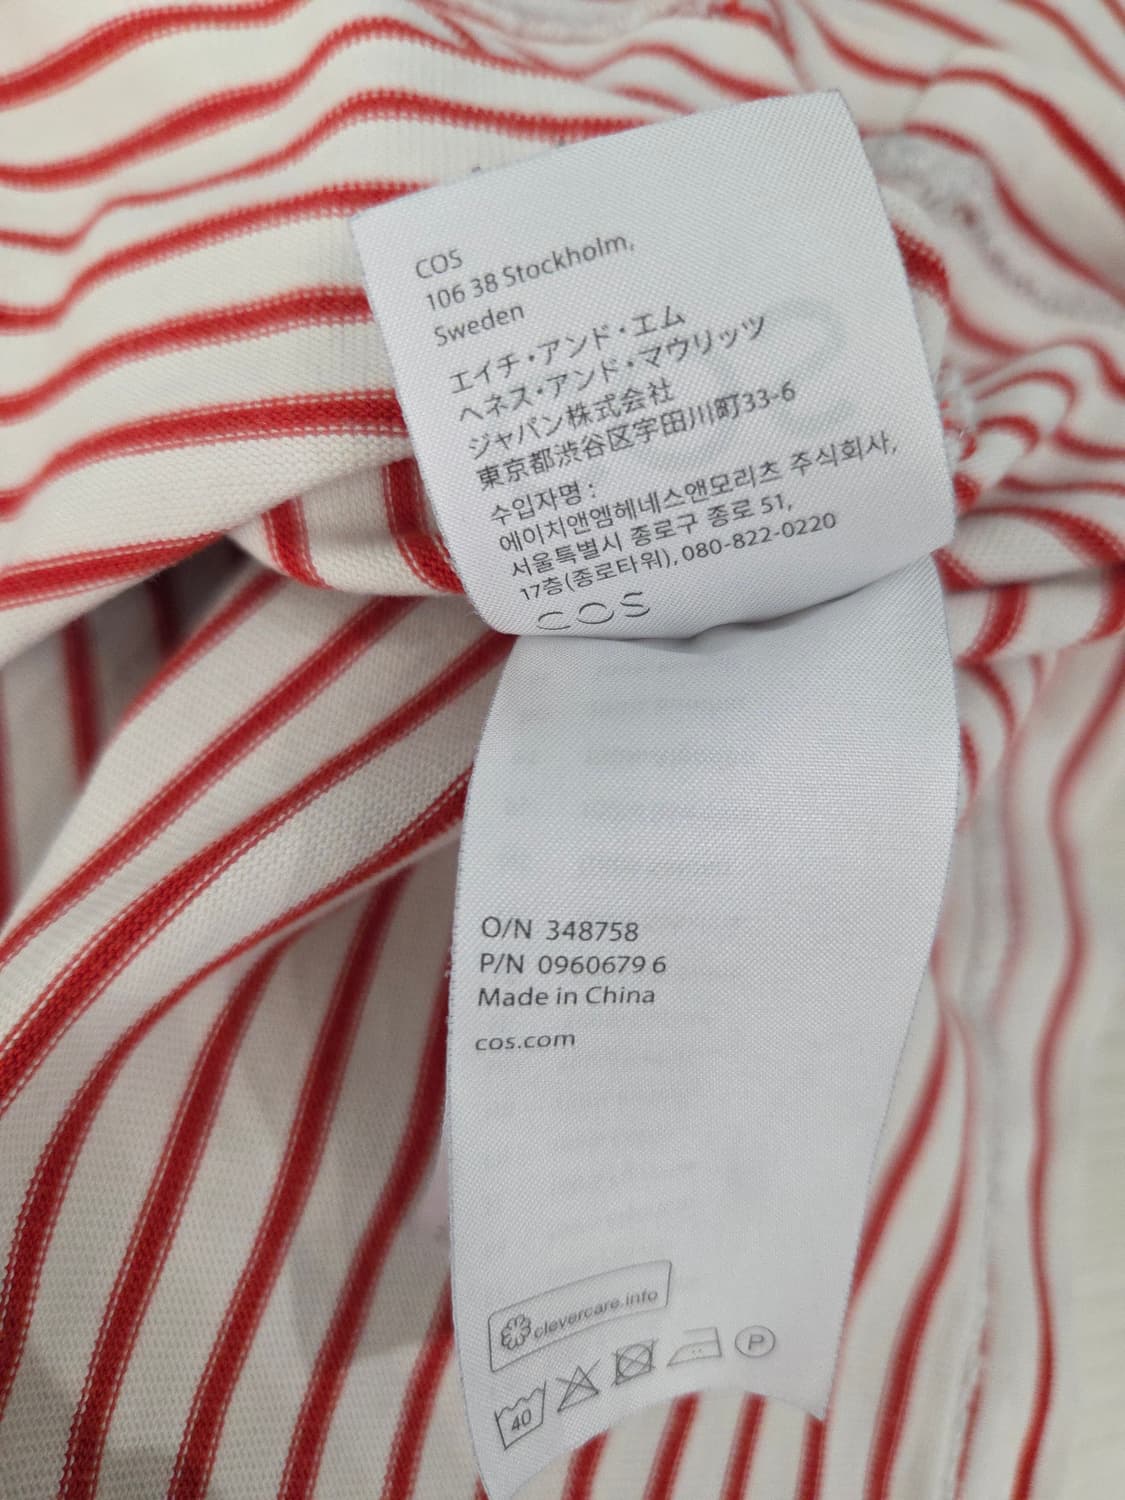 COS
106 38 Stockholm,
Sweden
エイチ・アンド・エム
ヘネス・アンド・マウリッツ
ジャパン株式会社
東京都渋谷区宇田川町33-6
수입자명 :
에이치앤엠헤네스앤모리츠 주식회사,
서울특별시 종로구 종로 51,
17층(종로타워), 080-822-0220
COS
O/N 348758
P/N 0960679 6
Made in China
cos.com
clevercare.info
40
P